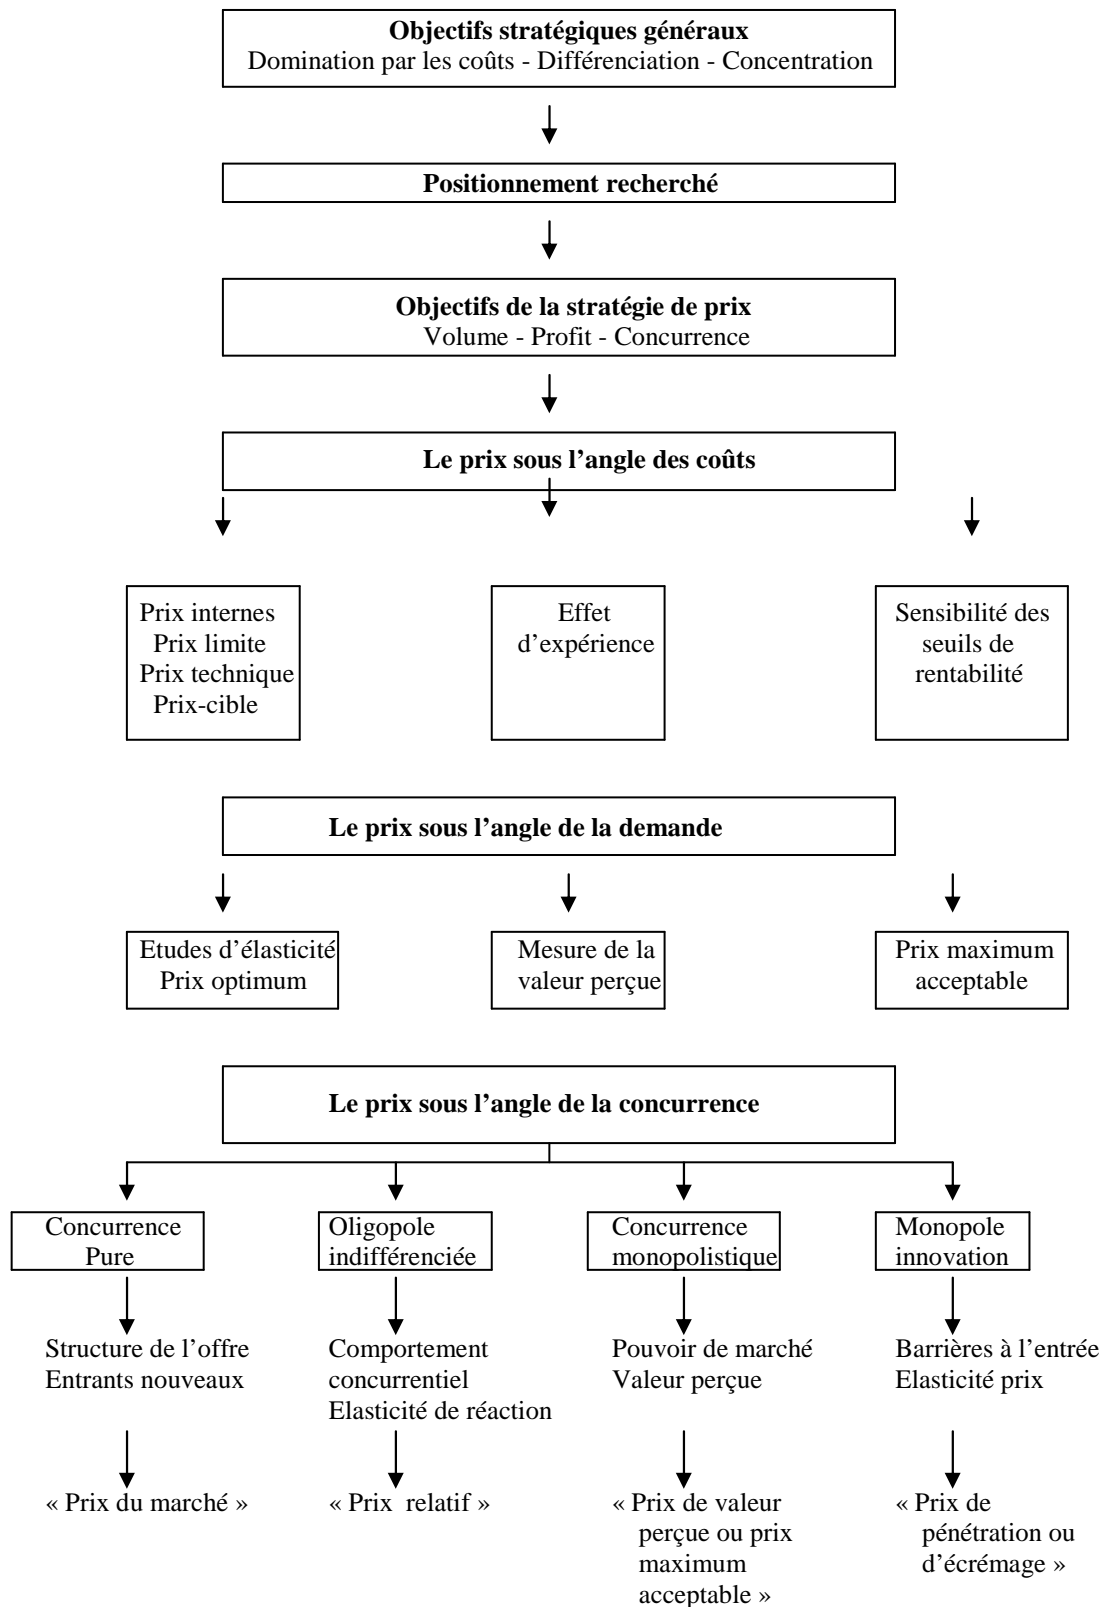 Objectifs stratégiques généraux
Domination par les coûts - Différenciation - Concentration
Positionnement recherché
Objectifs de la stratégie de prix
Volume - Profit - Concurrence
Le prix sous l’angle des coûts
Prix internes
Prix limite
Prix technique
Prix-cible
Effet
d’expérience
Sensibilité des
seuils de
rentabilité
Le prix sous l’angle de la demande
Etudes d’élasticité
Prix optimum
Mesure de la
valeur perçue
Prix maximum
acceptable
Le prix sous l’angle de la concurrence
Concurrence
Pure
Oligopole
indifférenciée
Concurrence
monopolistique
Monopole
innovation
Structure de l’offre
Entrants nouveaux
Comportement
concurrentiel
Elasticité de réaction
Pouvoir de marché
Valeur perçue
Barrières à l’entrée
Elasticité prix
« Prix du marché »
« Prix relatif »
« Prix de valeur
perçue ou prix
maximum
acceptable »
« Prix de
pénétration ou
d’écrémage »